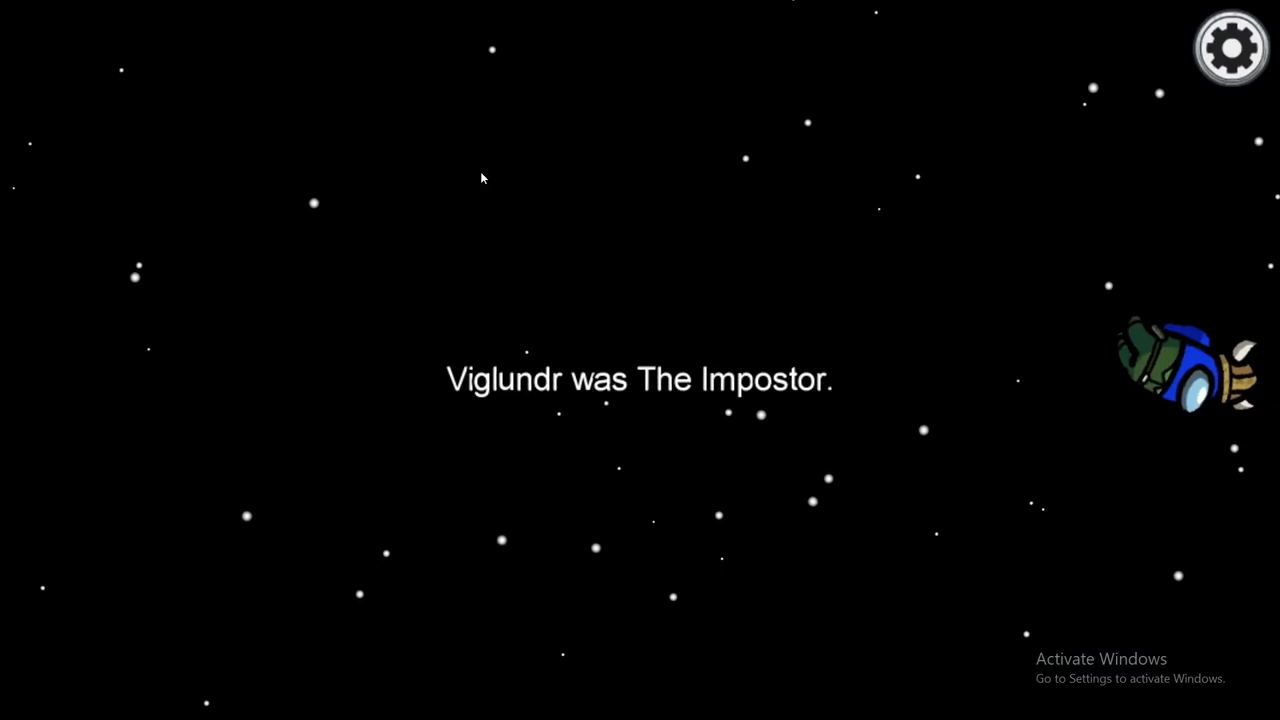 Viglundr was The Impostor.
Activate Windows
Go to Settings to activate Windows.